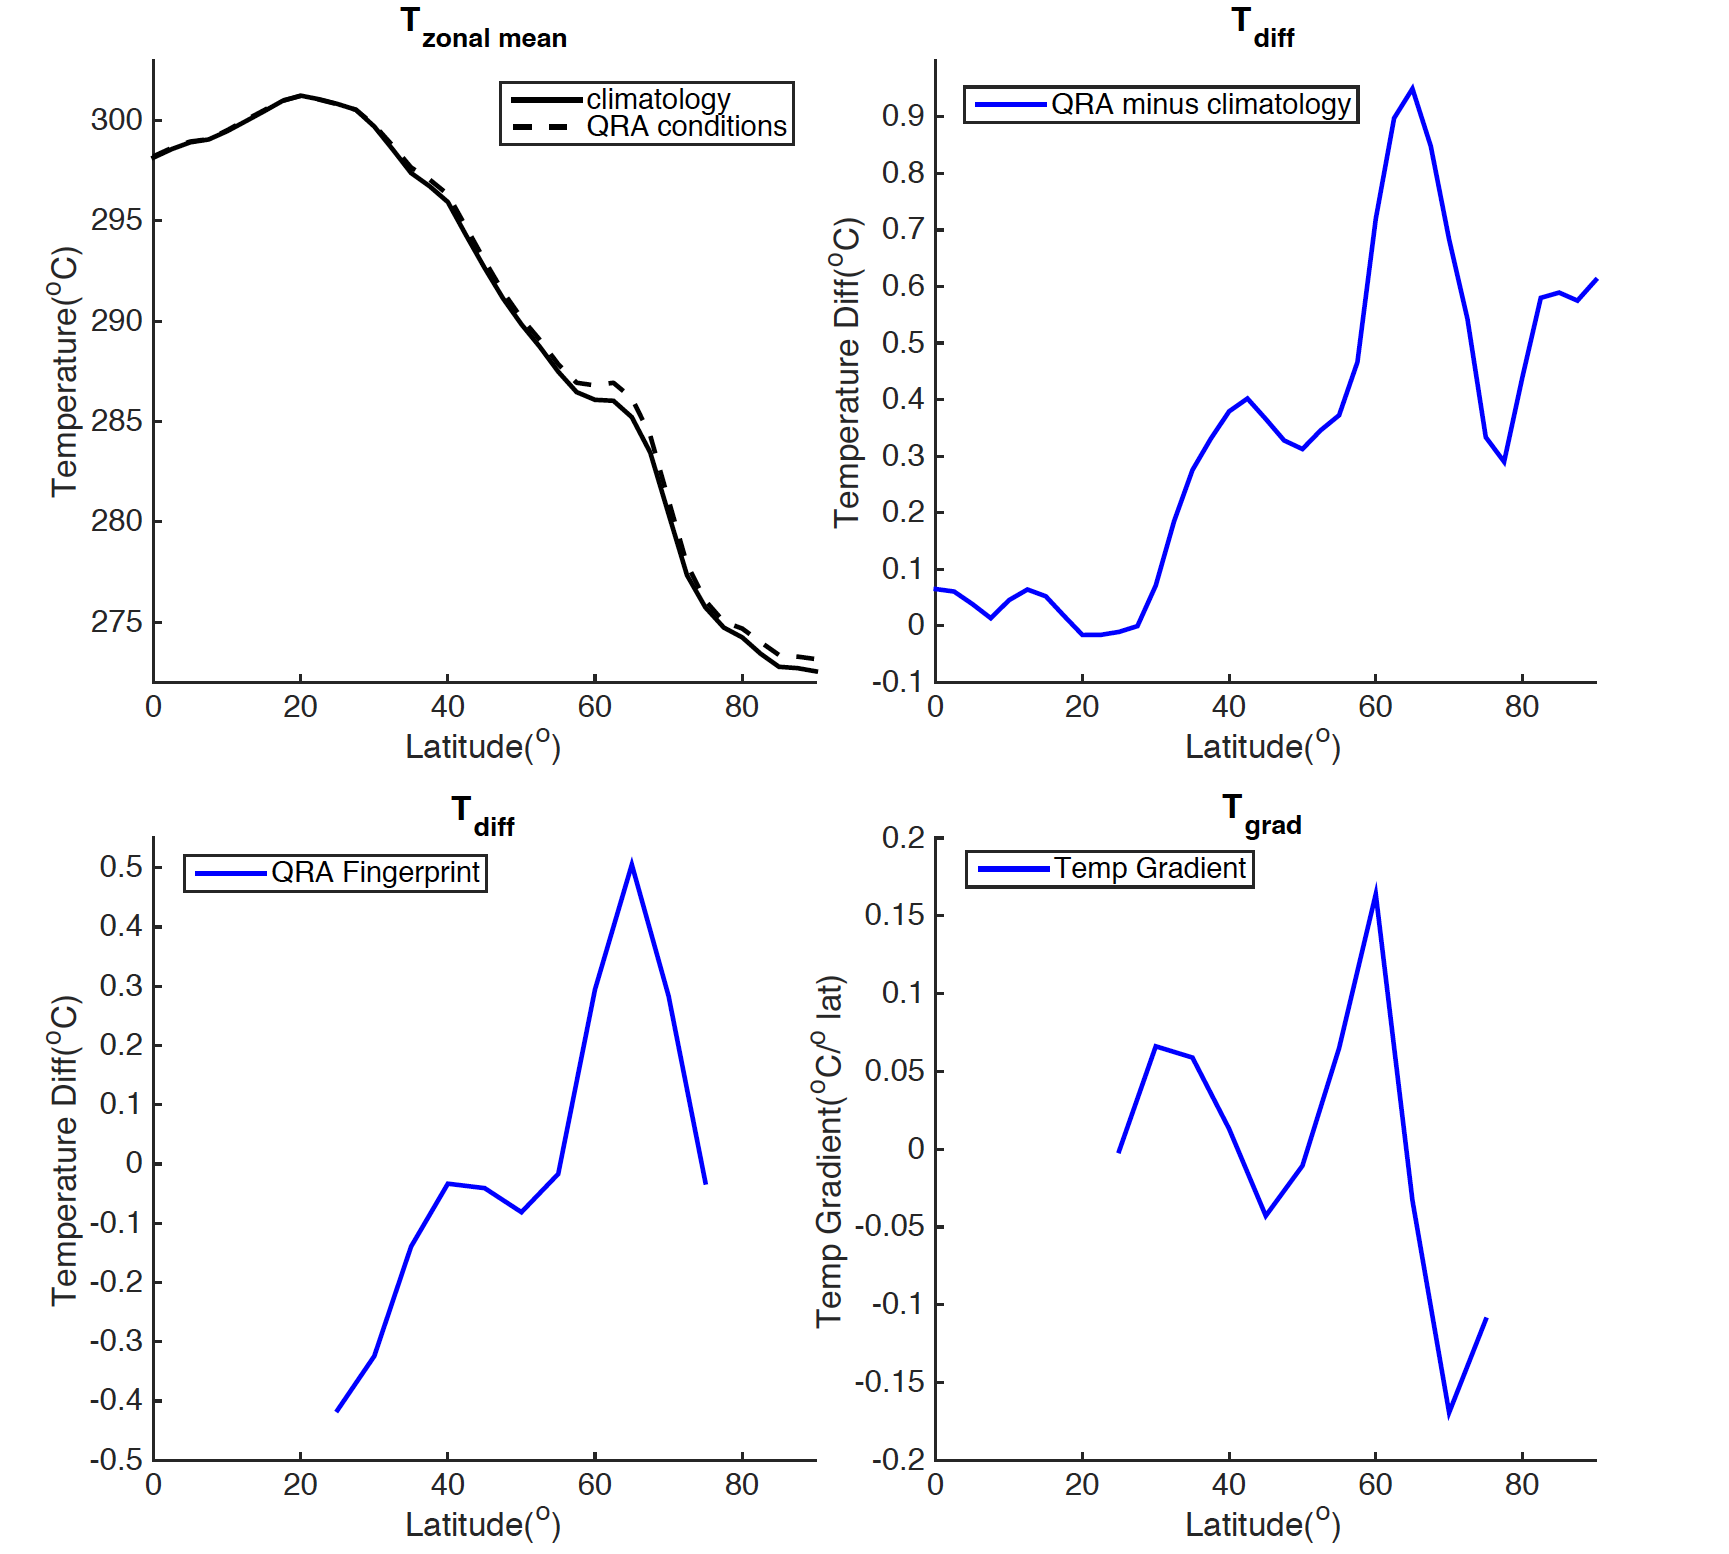 T zonal mean
climatology
QRA conditions
Temperature(oC)
300
295
290
285
280
275
0 20 40 60 80
Latitude(o)
T diff
QRA minus climatology
Temperature Diff(oC)
0.9
0.8
0.7
0.6
0.5
0.4
0.3
0.2
0.1
0
-0.1
0 20 40 60 80
Latitude(o)
T diff
QRA Fingerprint
Temperature Diff(oC)
0.5
0.4
0.3
0.2
0.1
0
-0.1
-0.2
-0.3
-0.4
-0.5
0 20 40 60 80
Latitude(o)
T grad
Temp Gradient
Temp Gradient(oC/o lat)
0.2
0.15
0.1
0.05
0
-0.05
-0.1
-0.15
-0.2
0 20 40 60 80
Latitude(o)